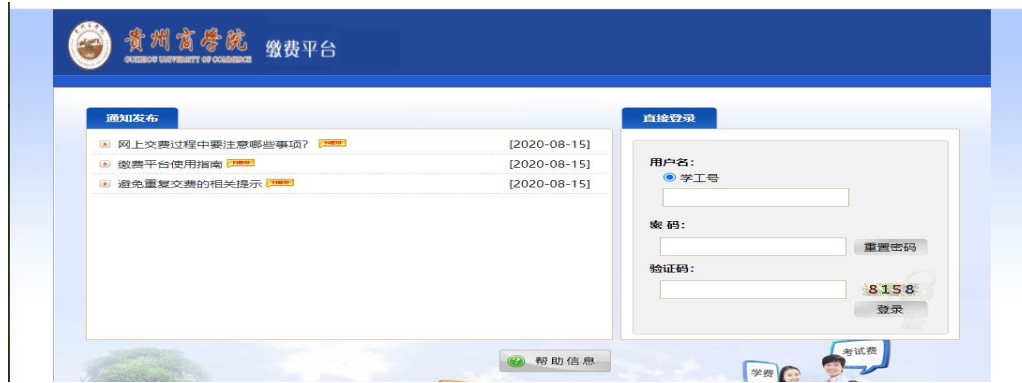 贵州商学院 缴费平台
GUIZHOU UNIVERSITY OF COMMERCE
通知发布
网上交费过程中要注意哪些事项? NEW [2020-08-15]
缴费平台使用指南 NEW [2020-08-15]
避免重复交费的相关提示 NEW [2020-08-15]
直接登录
用户名:
学工号
密 码:
重置密码
验证码:
8158
登录
帮助信息
学费
考试费